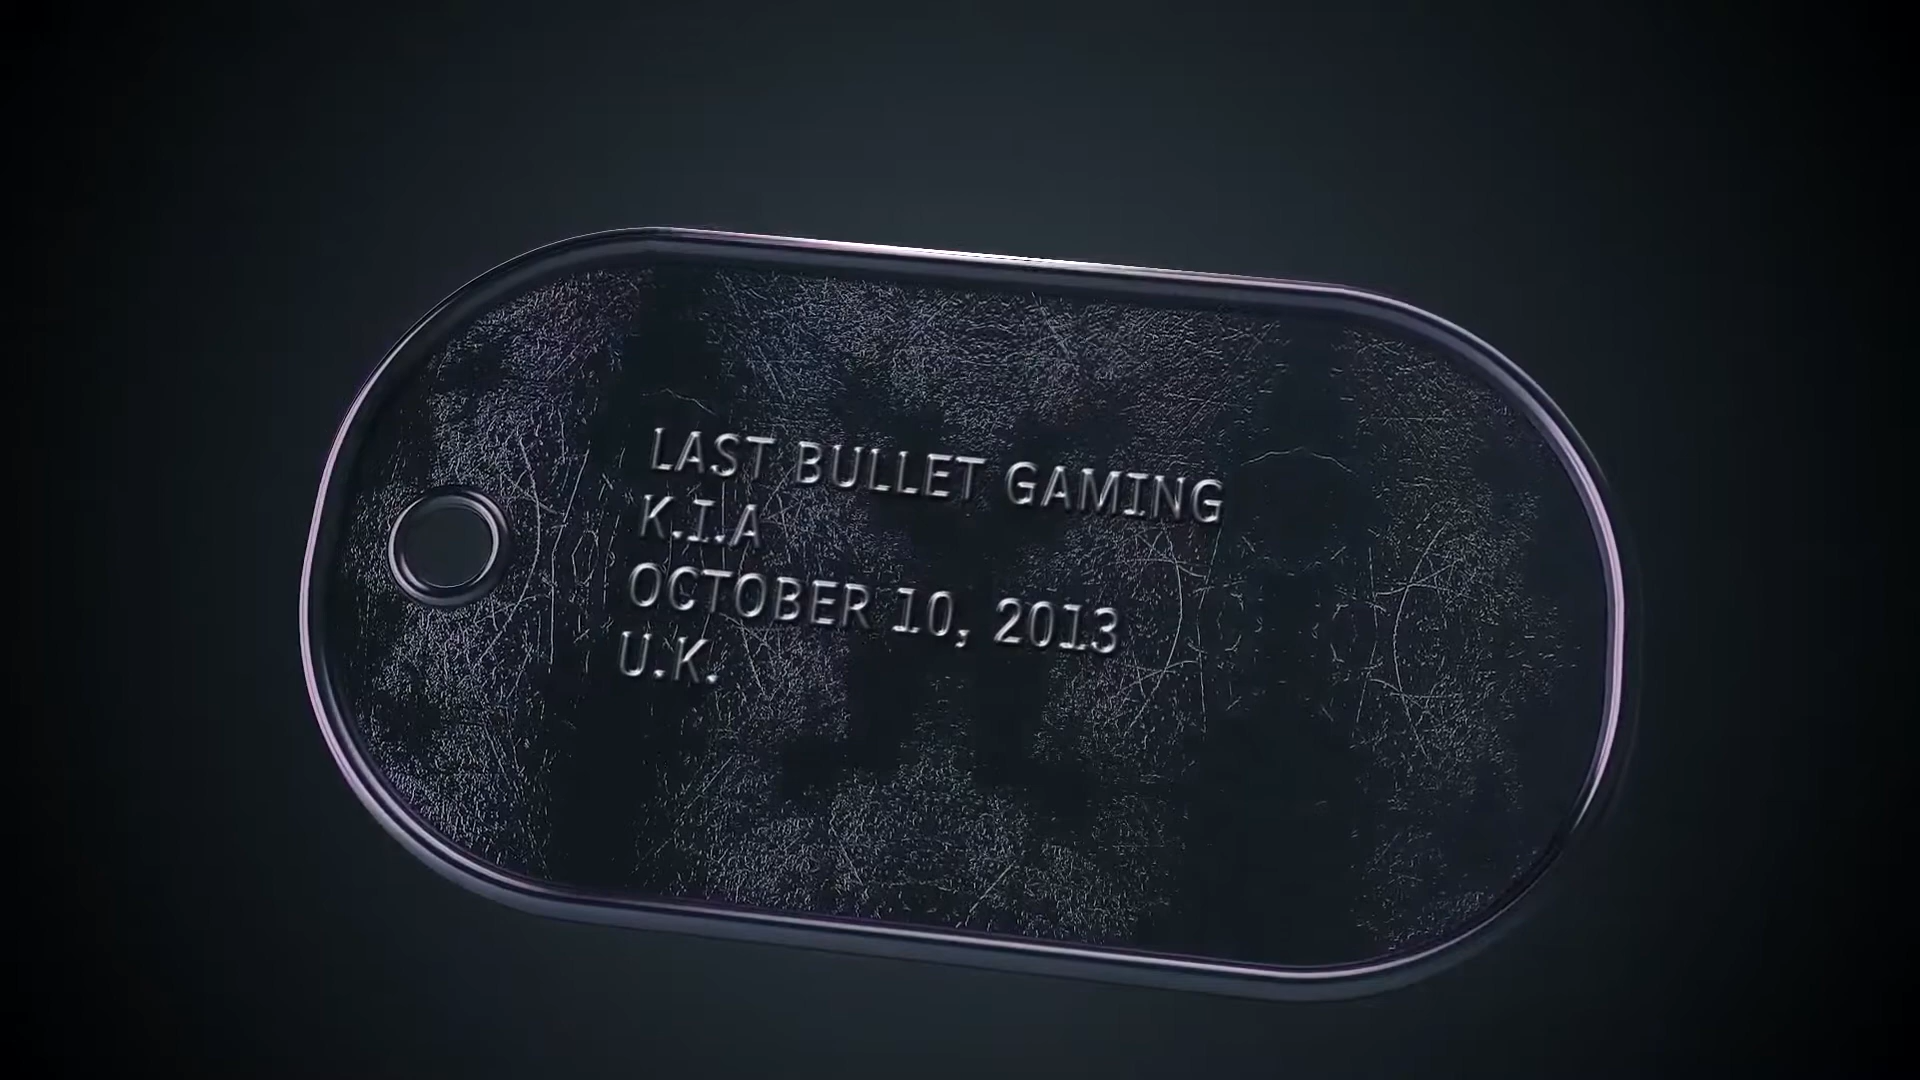 LAST BULLET GAMING
K.I.A
OCTOBER 10, 2013
U.K.